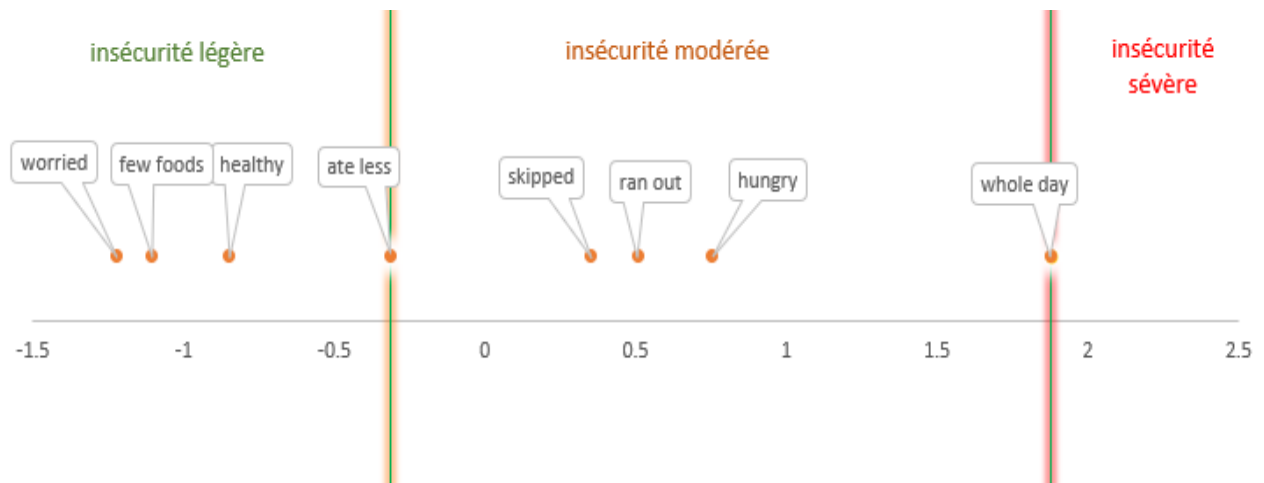 insécurité légère
insécurité modérée
insécurité
sévère
worried
few foods
healthy
ate less
skipped
ran out
hungry
whole day
-1.5
-1
-0.5
0
0.5
1
1.5
2
2.5